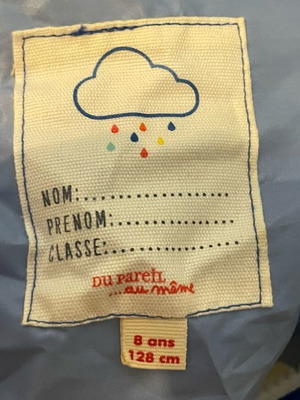 NOM:..................
PRENOM:...............
CLASSE:................
DU PAREIL
...au même
8 ans
128 cm